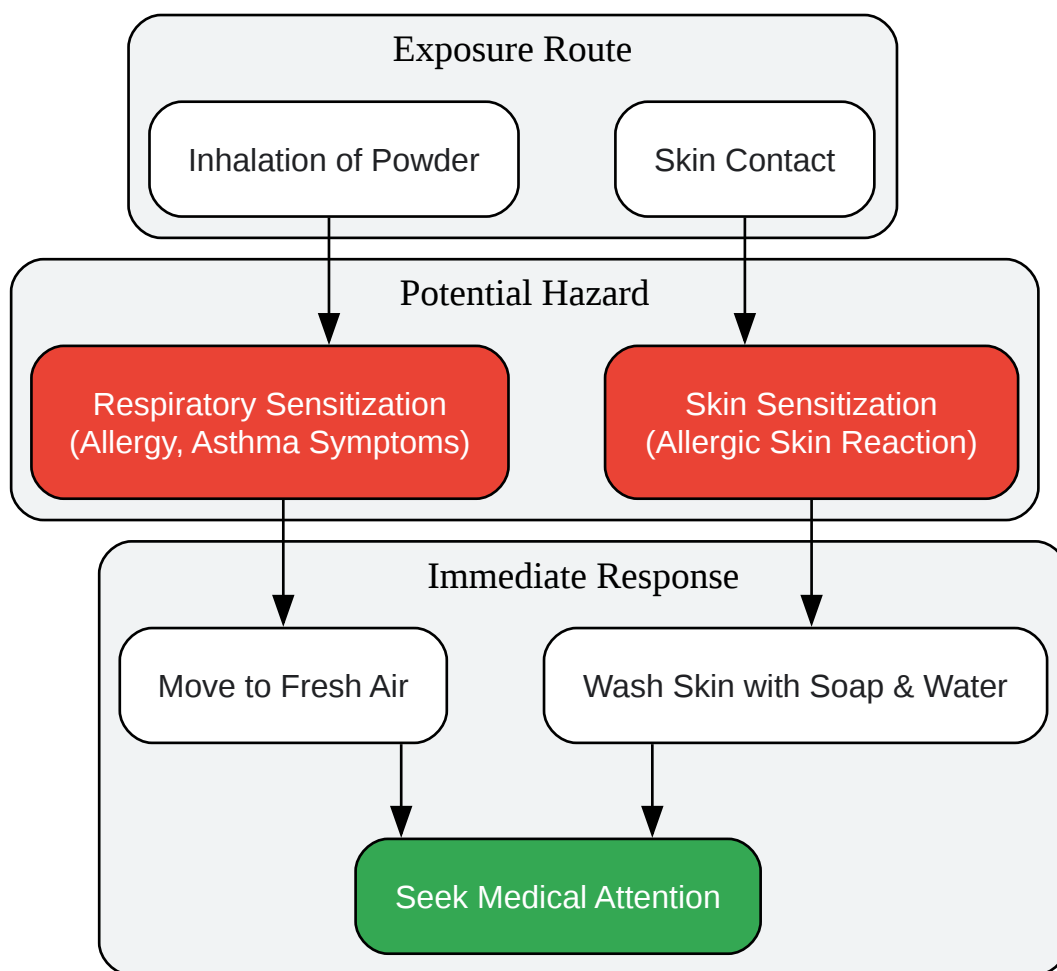 Exposure Route
Inhalation of Powder
Skin Contact
Potential Hazard
Respiratory Sensitization
(Allergy, Asthma Symptoms)
Skin Sensitization
(Allergic Skin Reaction)
Immediate Response
Move to Fresh Air
Wash Skin with Soap & Water
Seek Medical Attention